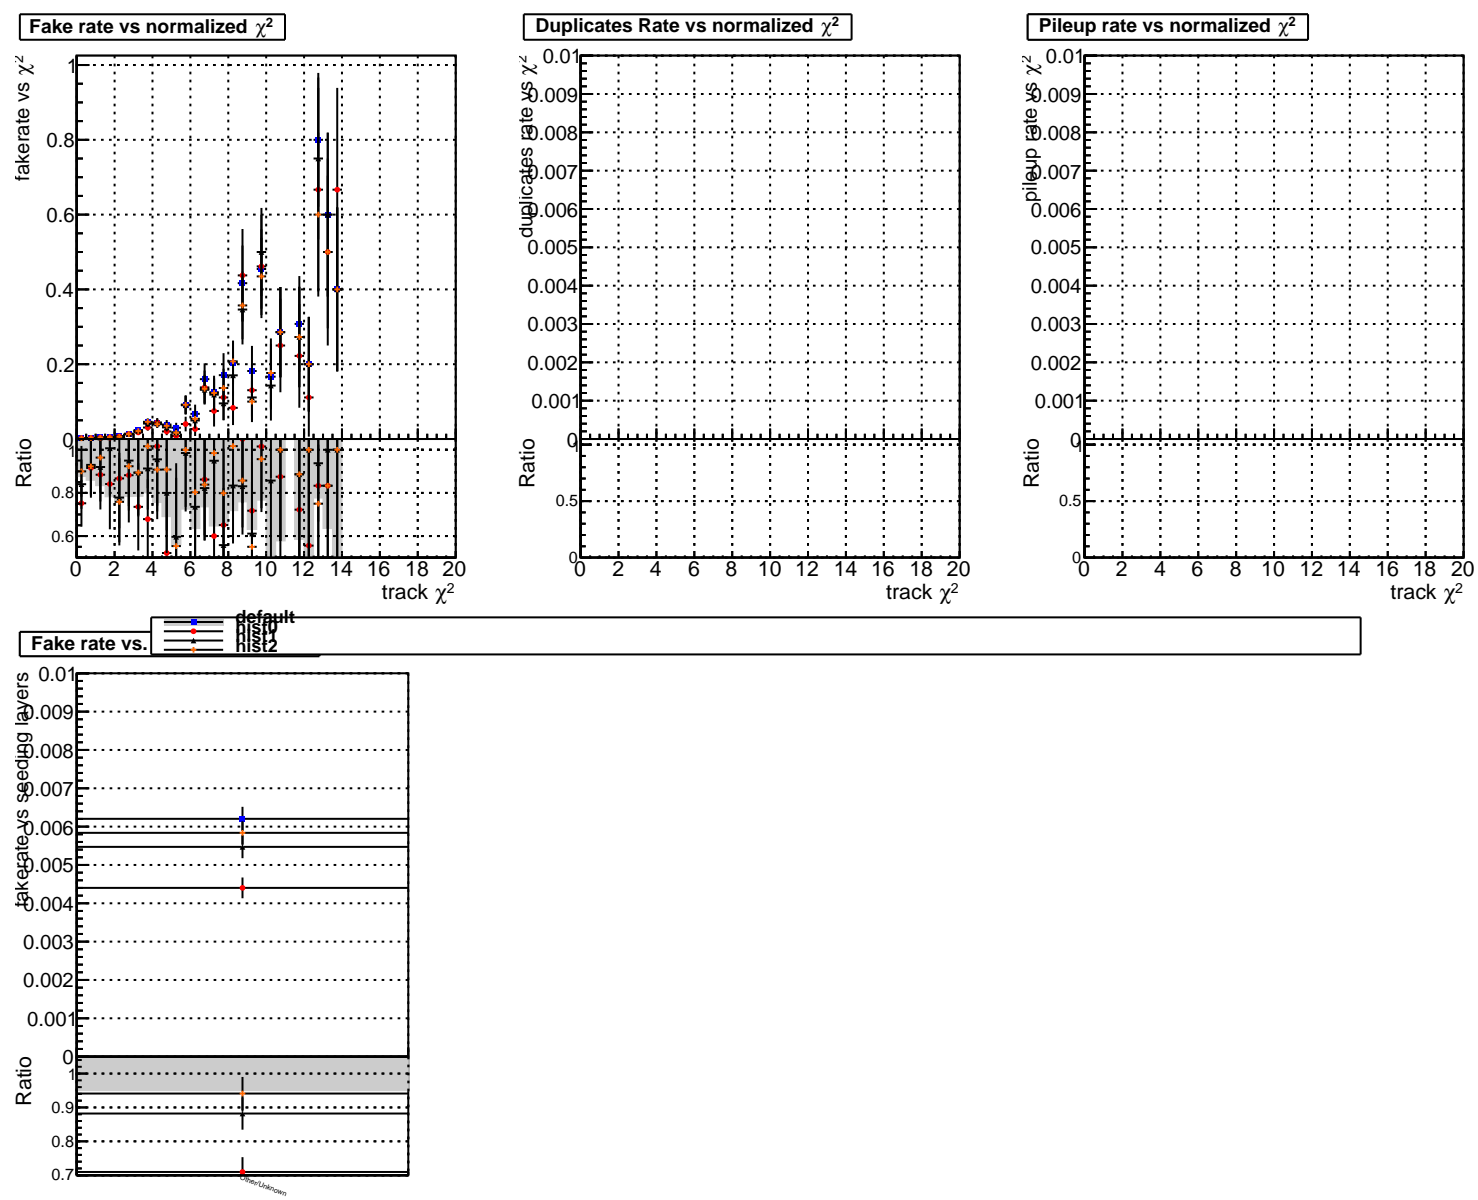 Fake rate vs normalized χ²
fakerate vs χ²
1
0.8
0.6
0.4
0.2
0
Ratio
1
0.8
0.6
0 2 4 6 8 10 12 14 16 18 20
track χ²
Duplicates Rate vs normalized χ²
duplicates rate vs χ²
0.01
0.009
0.008
0.007
0.006
0.005
0.004
0.003
0.002
0.001
0
Ratio
1
0.5
0
0 2 4 6 8 10 12 14 16 18 20
track χ²
Pileup rate vs normalized χ²
pileup rate vs χ²
0.01
0.009
0.008
0.007
0.006
0.005
0.004
0.003
0.002
0.001
0
Ratio
1
0.5
0
0 2 4 6 8 10 12 14 16 18 20
track χ²
default
hist0
hist1
hist2
Fake rate vs.
fakerate vs seeding layers
0.01
0.009
0.008
0.007
0.006
0.005
0.004
0.003
0.002
0.001
0
Ratio
1
0.9
0.8
0.7
Other/Unknown